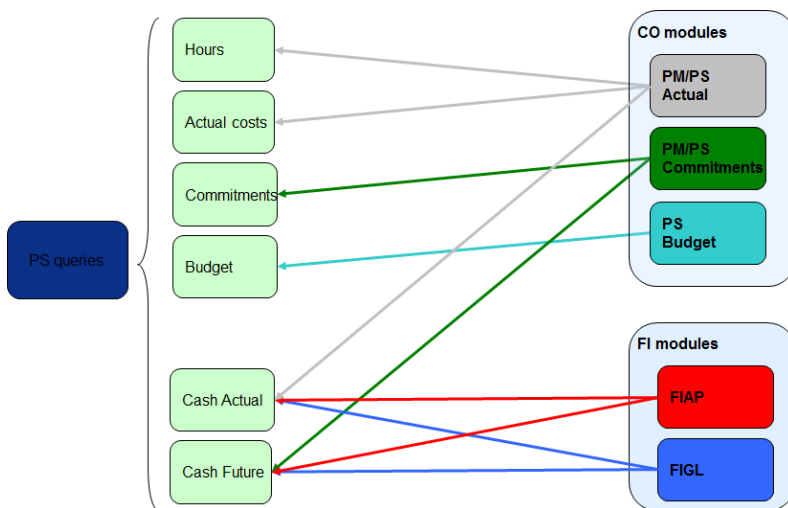 PS queries
Hours
Actual costs
Commitments
Budget
Cash Actual
Cash Future
CO modules
PM/PS
Actual
PM/PS
Commitments
PS
Budget
FI modules
FIAP
FIGL